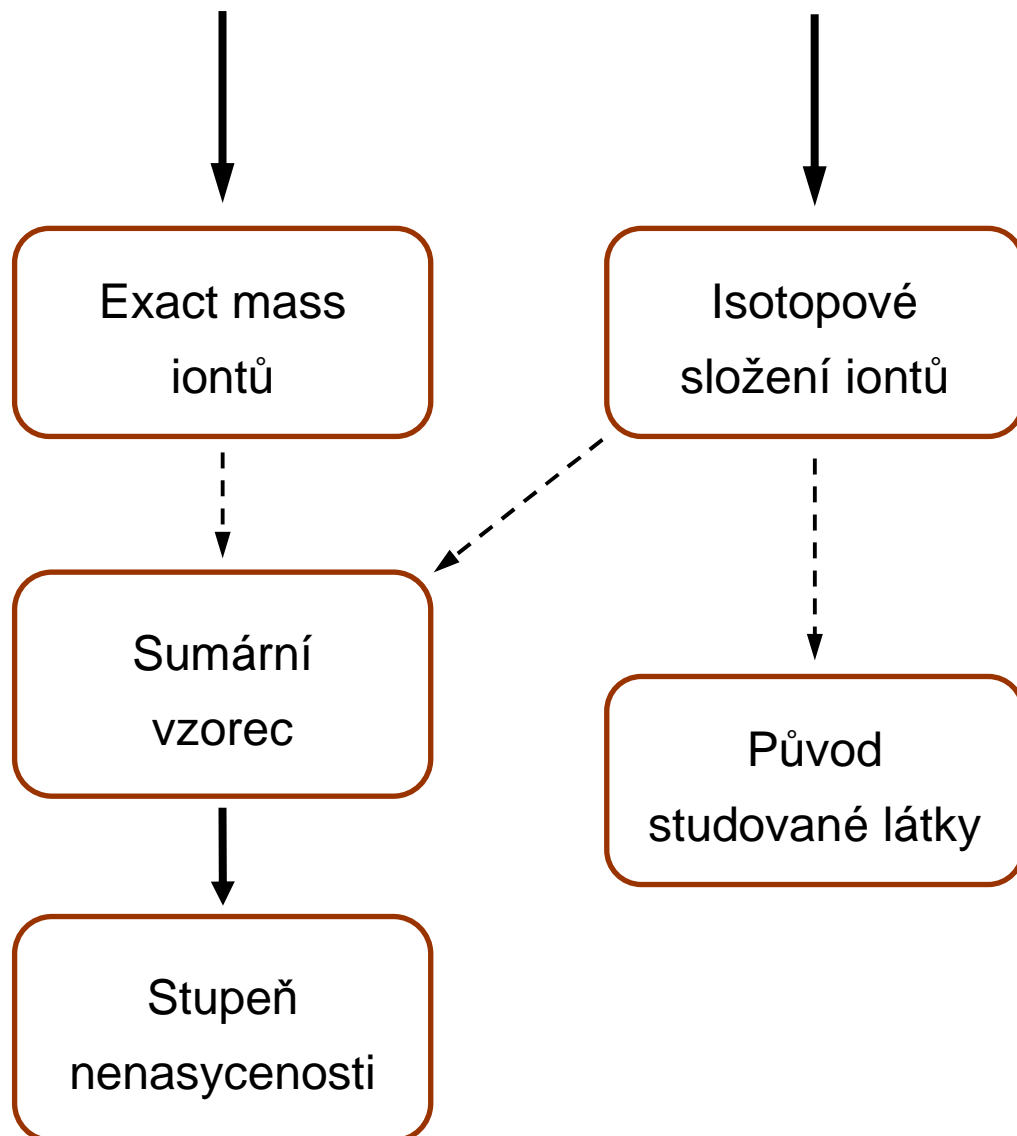 Exact mass
iontů
Isotopové
složení iontů
Sumární
vzorec
Původ
studované látky
Stupeň
nenasycenosti